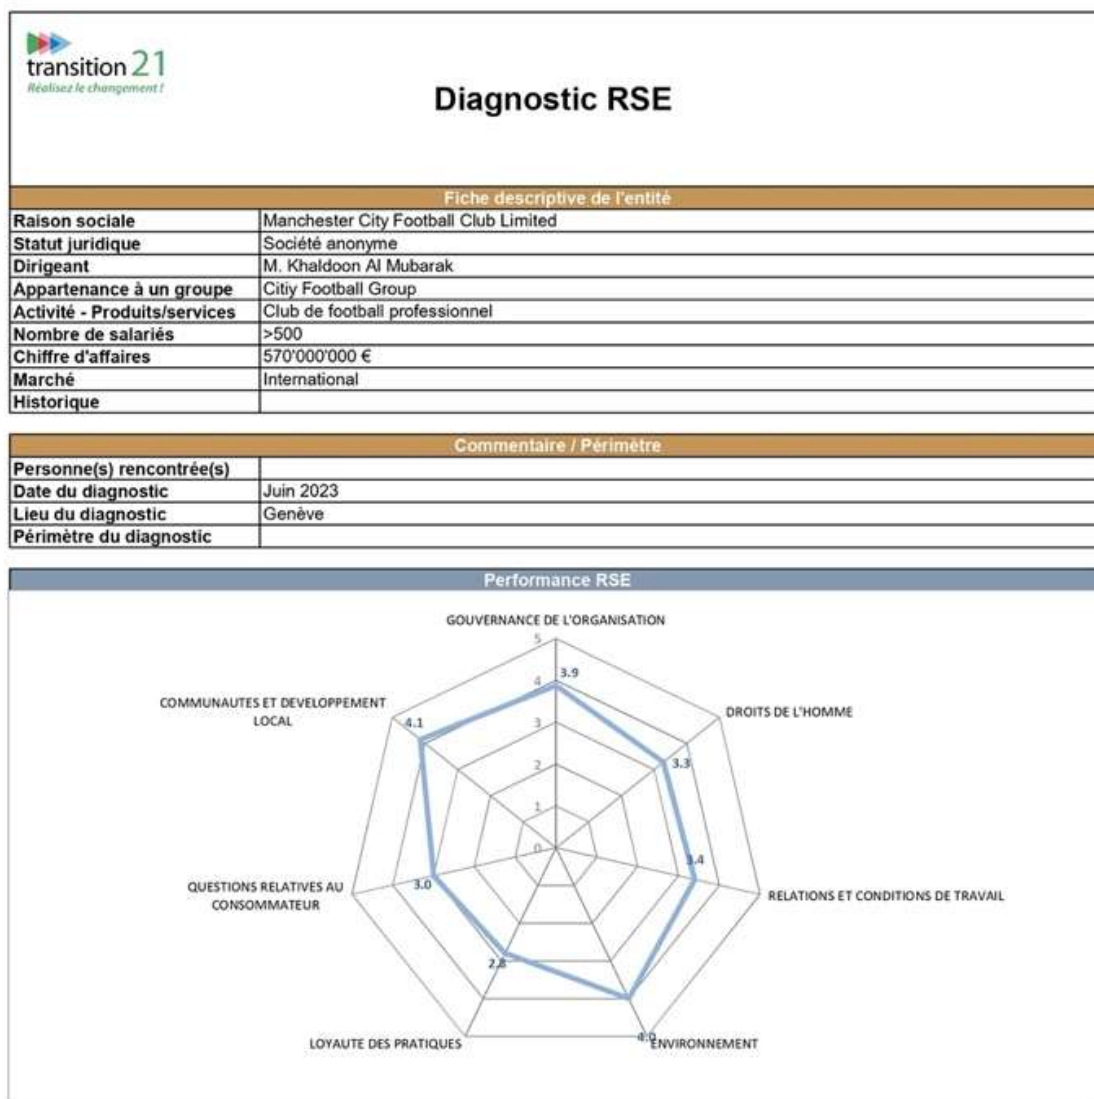 transition 21
Réalisez le changement !
Diagnostic RSE
Fiche descriptive de l'entité
Raison sociale Manchester City Football Club Limited
Statut juridique Société anonyme
Dirigeant M. Khaldoon Al Mubarak
Appartenance à un groupe Citiy Football Group
Activité - Produits/services Club de football professionnel
Nombre de salariés >500
Chiffre d'affaires 570'000'000 €
Marché International
Historique
Commentaire / Périmètre
Personne(s) rencontrée(s)
Date du diagnostic Juin 2023
Lieu du diagnostic Genève
Périmètre du diagnostic
Performance RSE
GOUVERNANCE DE L'ORGANISATION
5
4
3
2
1
0
3.9
DROITS DE L'HOMME
3.3
RELATIONS ET CONDITIONS DE TRAVAIL
3.4
ENVIRONNEMENT
4.0
LOYAUTE DES PRATIQUES
2.8
QUESTIONS RELATIVES AU
CONSOMMATEUR
3.0
COMMUNAUTES ET DEVELOPPEMENT
LOCAL
4.1